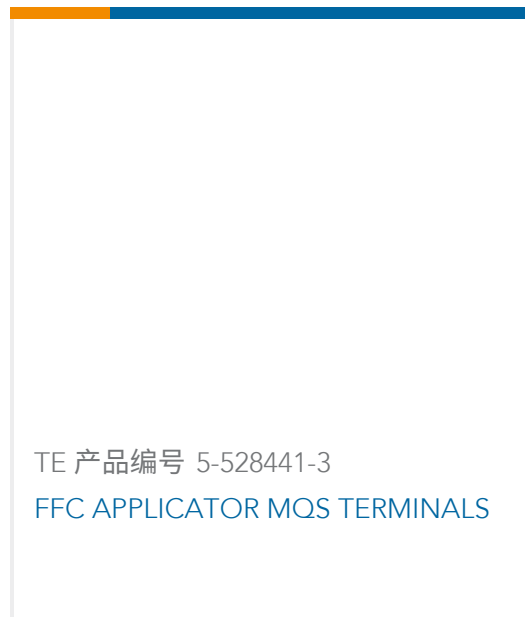 TE 产品编号 5-528441-3
FFC APPLICATOR MQS TERMINALS